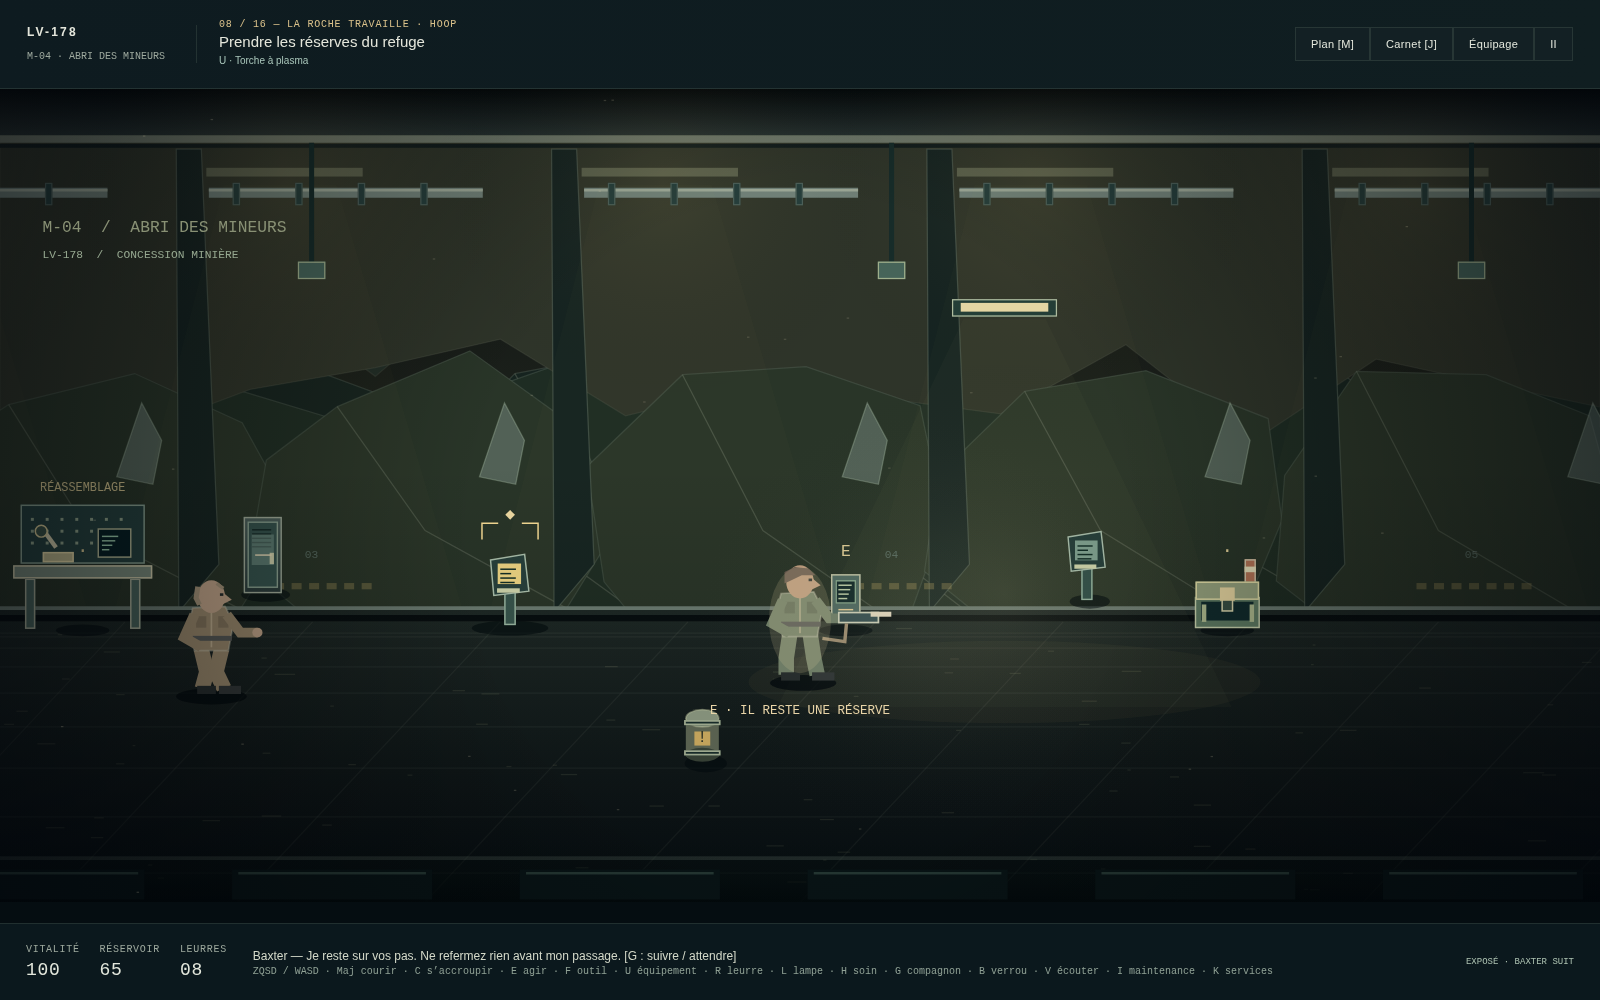 LV-178
M-04 · ABRI DES MINEURS
08 / 16 — LA ROCHE TRAVAILLE · HOOP
Prendre les réserves du refuge
U · Torche à plasma
Plan [M]
Carnet [J]
Équipage
II
M-04 / ABRI DES MINEURS
LV-178 / CONCESSION MINIÈRE
RÉASSEMBLAGE
03
E
04
05
E · IL RESTE UNE RÉSERVE
!
VITALITÉ
100
RÉSERVOIR
65
LEURRES
08
Baxter — Je reste sur vos pas. Ne refermez rien avant mon passage. [G : suivre / attendre]
ZQSD / WASD · Maj courir · C s’accroupir · E agir · F outil · U équipement · R leurre · L lampe · H soin · G compagnon · B verrou · V écouter · I maintenance · K services
EXPOSÉ · BAXTER SUIT